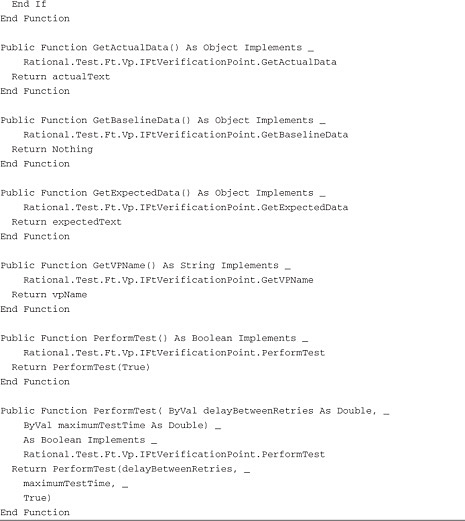 End If
End Function

Public Function GetActualData() As Object Implements _
    Rational.Test.Ft.Vp.IFtVerificationPoint.GetActualData
  Return actualText
End Function

Public Function GetBaselineData() As Object Implements _
    Rational.Test.Ft.Vp.IFtVerificationPoint.GetBaselineData
  Return Nothing
End Function

Public Function GetExpectedData() As Object Implements _
    Rational.Test.Ft.Vp.IFtVerificationPoint.GetExpectedData
  Return expectedText
End Function

Public Function GetVPName() As String Implements _
    Rational.Test.Ft.Vp.IFtVerificationPoint.GetVPName
  Return vpName
End Function

Public Function PerformTest() As Boolean Implements _
    Rational.Test.Ft.Vp.IFtVerificationPoint.PerformTest
  Return PerformTest(True)
End Function

Public Function PerformTest( ByVal delayBetweenRetries As Double, _
    ByVal maximumTestTime As Double) _
    As Boolean Implements _
    Rational.Test.Ft.Vp.IFtVerificationPoint.PerformTest
  Return PerformTest(delayBetweenRetries, _
    maximumTestTime, _
    True)
End Function